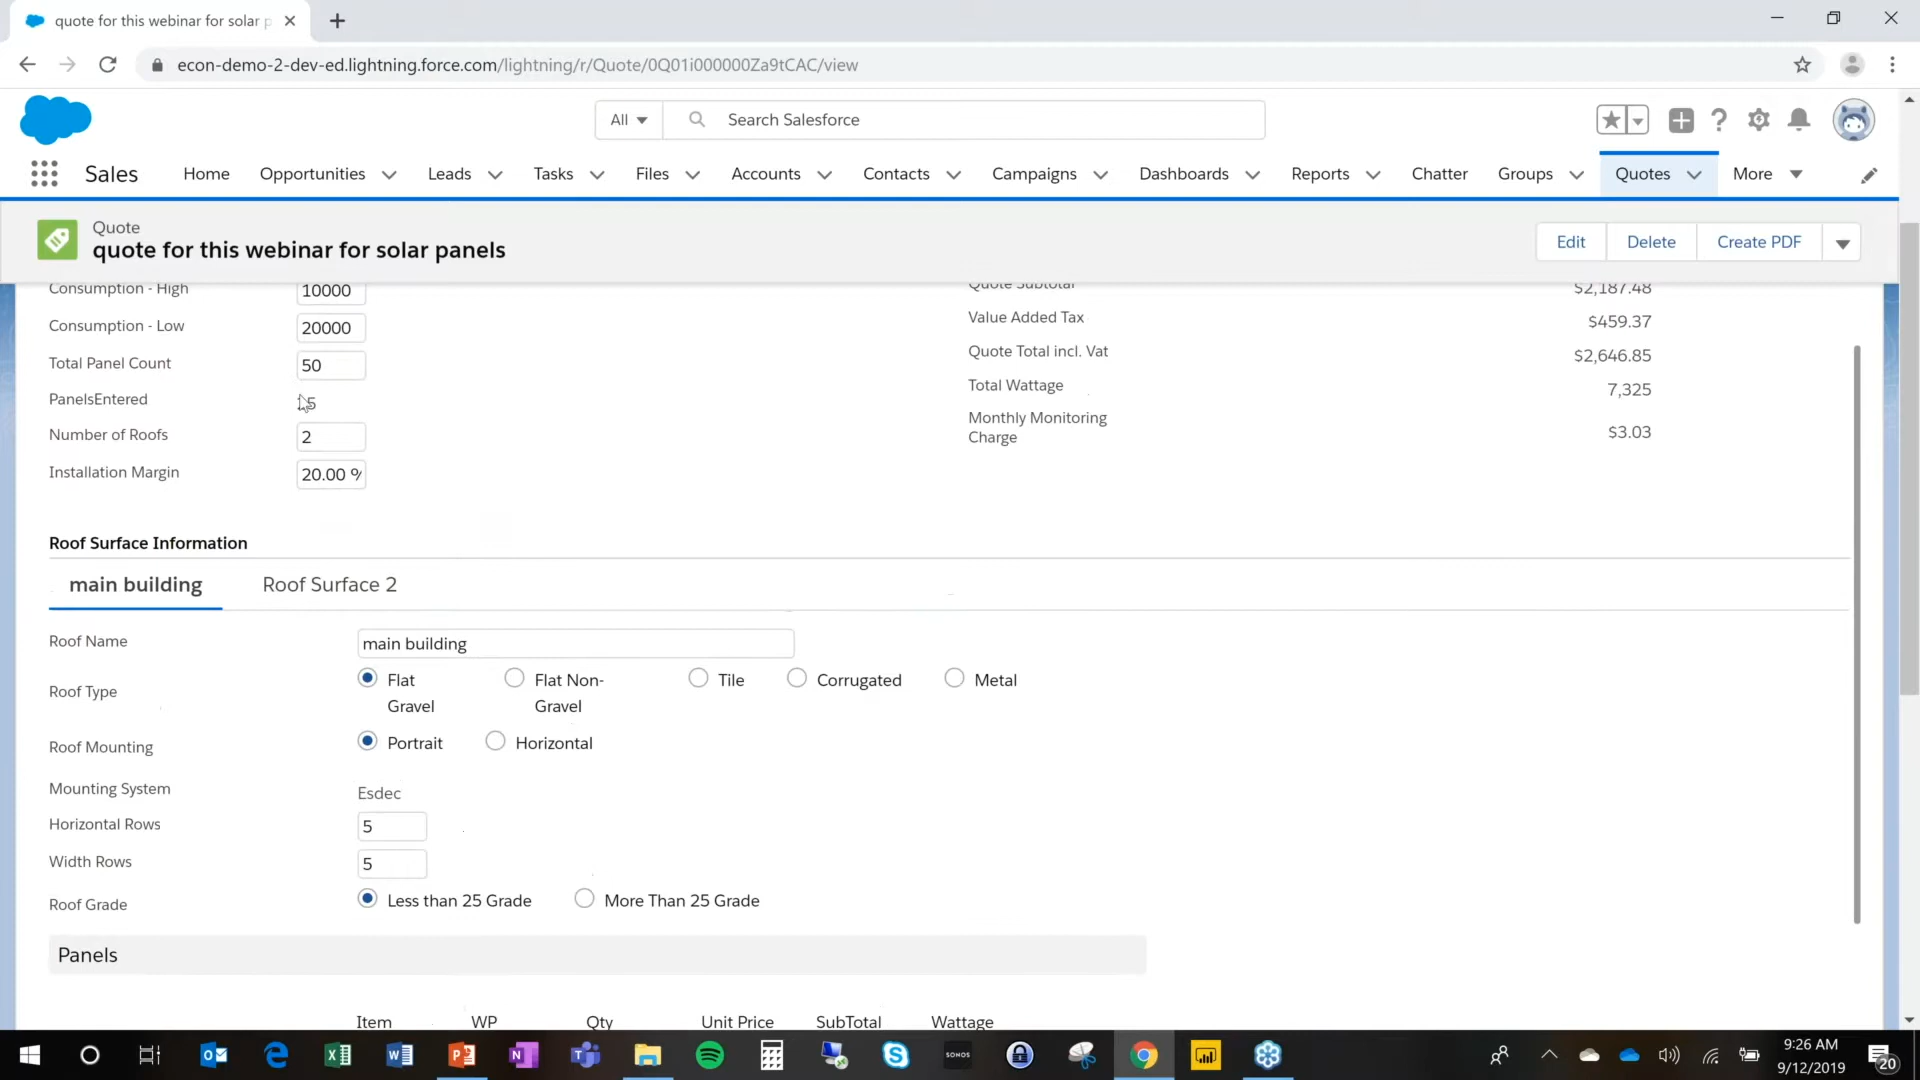 quote for this webinar for solar p
econ-demo-2-dev-ed.lightning.force.com/lightning/r/Quote/0Q01i000000Za9tCAC/view
All Search Salesforce
Sales Home Opportunities Leads Tasks Files Accounts Contacts Campaigns Dashboards Reports Chatter Groups Quotes More
Quote
quote for this webinar for solar panels
Edit Delete Create PDF
Consumption - High 10000 Quote Subtotal $2,187.48
Consumption - Low 20000 Value Added Tax $459.37
Total Panel Count 50 Quote Total incl. Vat $2,646.85
PanelsEntered Total Wattage 7,325
Number of Roofs 2 Monthly Monitoring Charge $3.03
Installation Margin 20.00 %
Roof Surface Information
main building Roof Surface 2
Roof Name main building
Roof Type Flat Gravel Flat Non-Gravel Tile Corrugated Metal
Roof Mounting Portrait Horizontal
Mounting System Esdec
Horizontal Rows 5
Width Rows 5
Roof Grade Less than 25 Grade More Than 25 Grade
Panels
Item WP Qty Unit Price SubTotal Wattage
SONOS
9:26 AM
9/12/2019
20